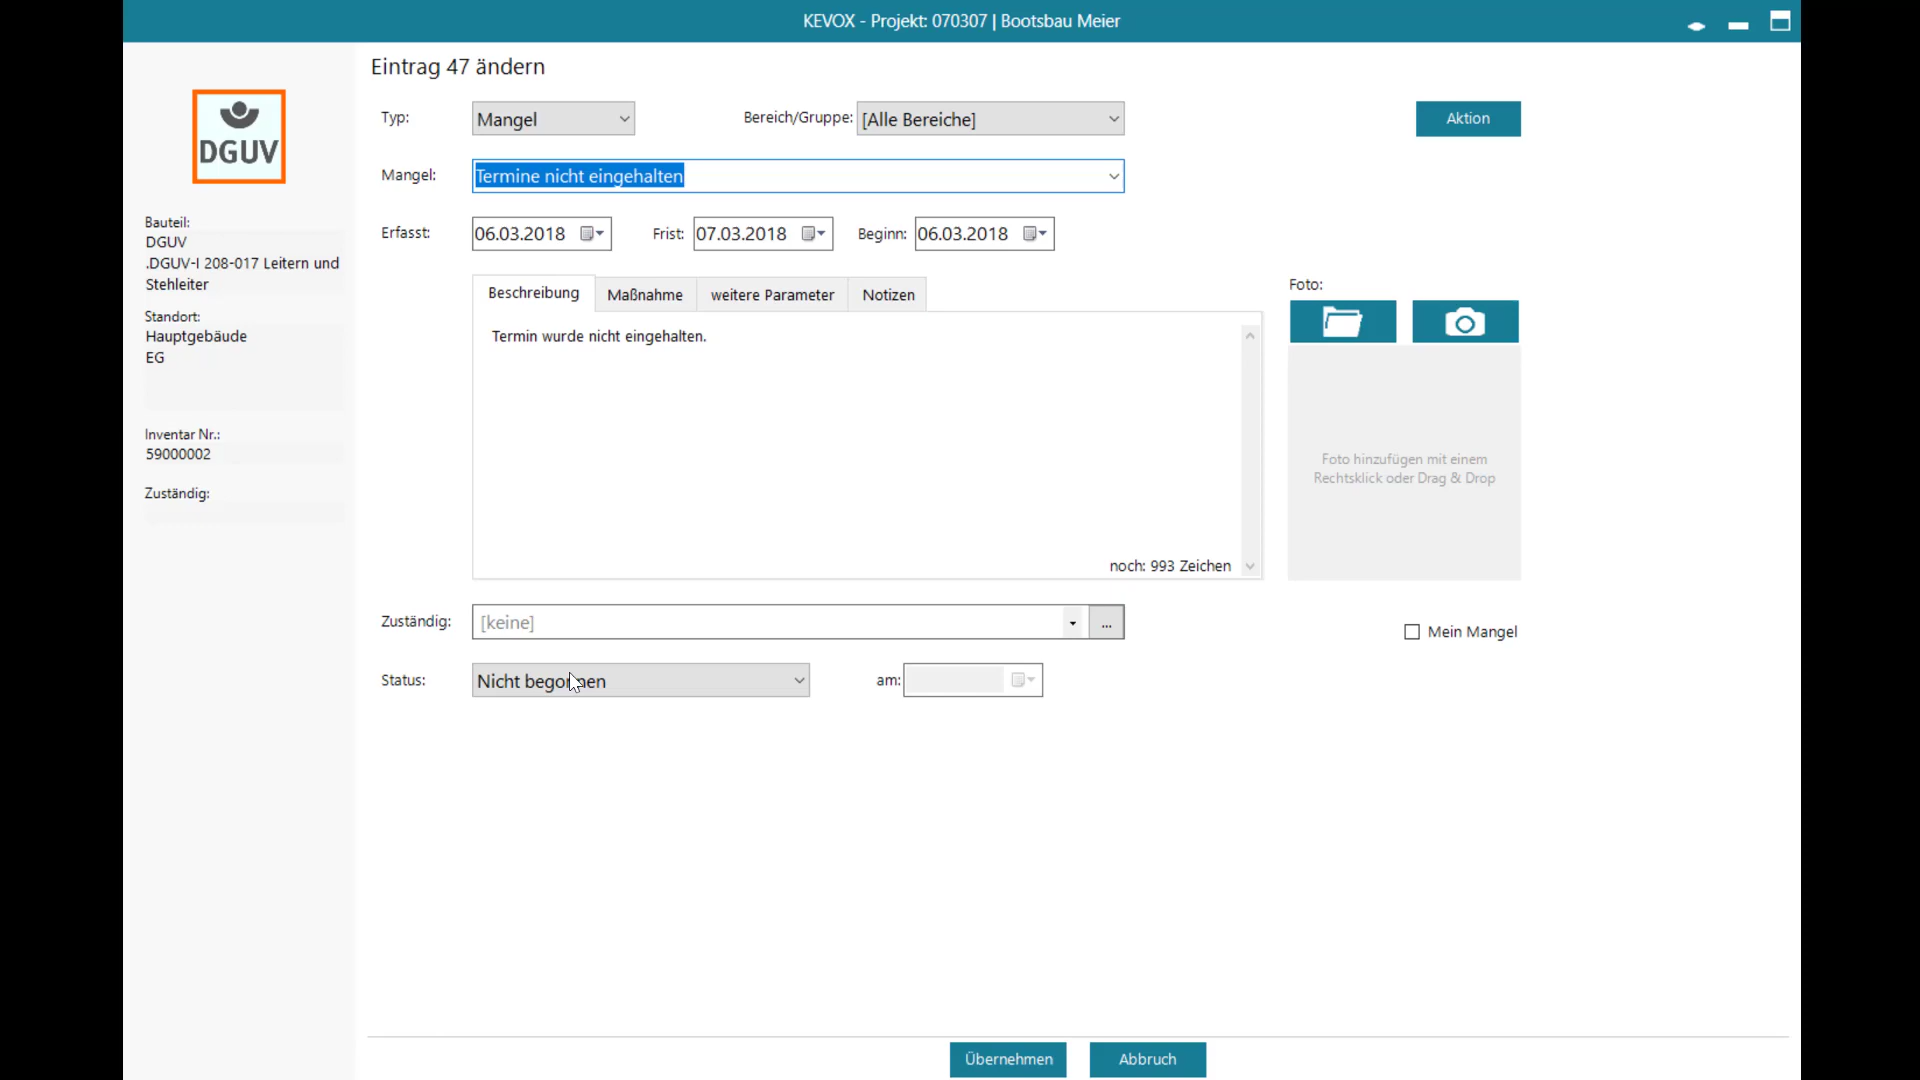 KEVOX - Projekt: 070307 | Bootsbau Meier
Eintrag 47 ändern
DGUV
Typ:
Mangel
Bereich/Gruppe:
[Alle Bereiche]
Aktion
Mangel:
Termine nicht eingehalten
Erfasst:
06.03.2018
Frist:
07.03.2018
Beginn:
06.03.2018
Bauteil:
DGUV
.DGUV-I 208-017 Leitern und
Stehleiter
Standort:
Hauptgebäude
EG
Inventar Nr.:
59000002
Zuständig:
Beschreibung
Maßnahme
weitere Parameter
Notizen
Termin wurde nicht eingehalten.
noch: 993 Zeichen
Foto:
Foto hinzufügen mit einem
Rechtsklick oder Drag & Drop
Zuständig:
[keine]
...
Mein Mangel
Status:
Nicht begonnen
am:
Übernehmen
Abbruch